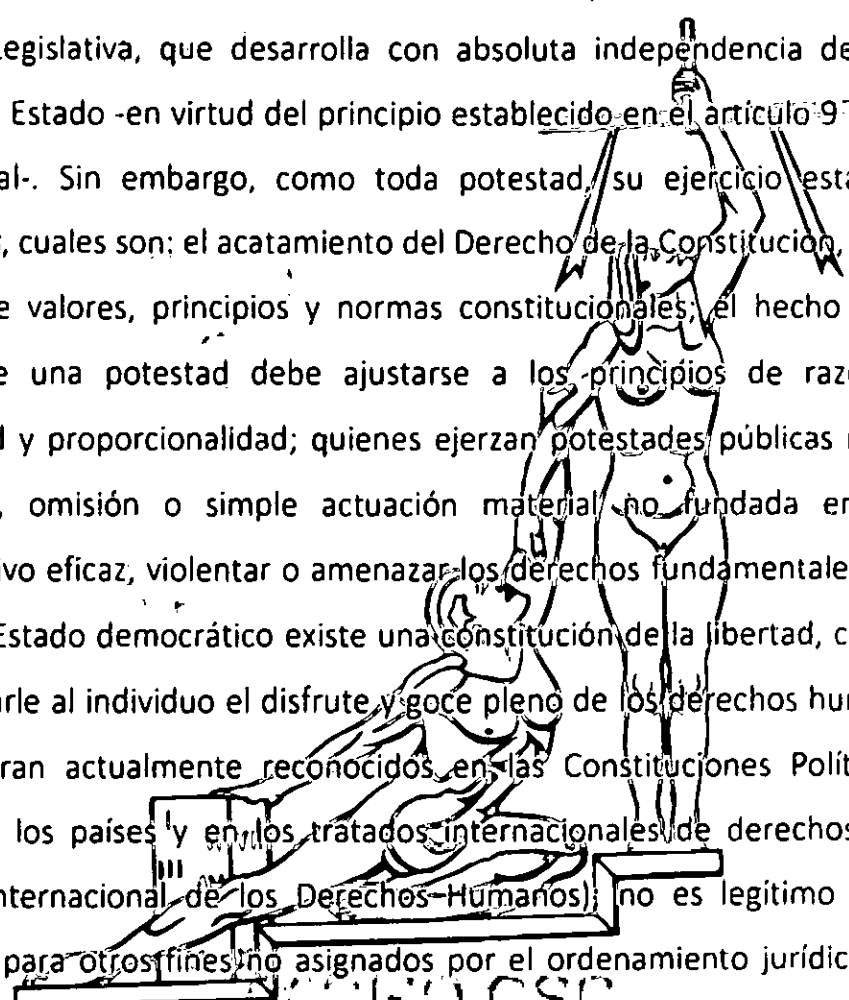 Legislativa, que desarrolla con absoluta independencia de
Estado -en virtud del principio establecido en el artículo 9
al-. Sin embargo, como toda potestad, su ejercicio está
, cuales son: el acatamiento del Derecho de la Constitución,
e valores, principios y normas constitucionales; el hecho
e una potestad debe ajustarse a los principios de raz
d y proporcionalidad; quienes ejerzan potestades públicas
, omisión o simple actuación material no fundada en
ivo eficaz, violentar o amenazar los derechos fundamentale
Estado democrático existe una constitución de la libertad, c
arle al individuo el disfrute y goce pleno de los derechos hu
ran actualmente reconocidos en las Constituciones Polít
los países y en los tratados internacionales de derechos
nternacional de los Derechos Humanos); no es legítimo
para otros fines no asignados por el ordenamiento jurídic